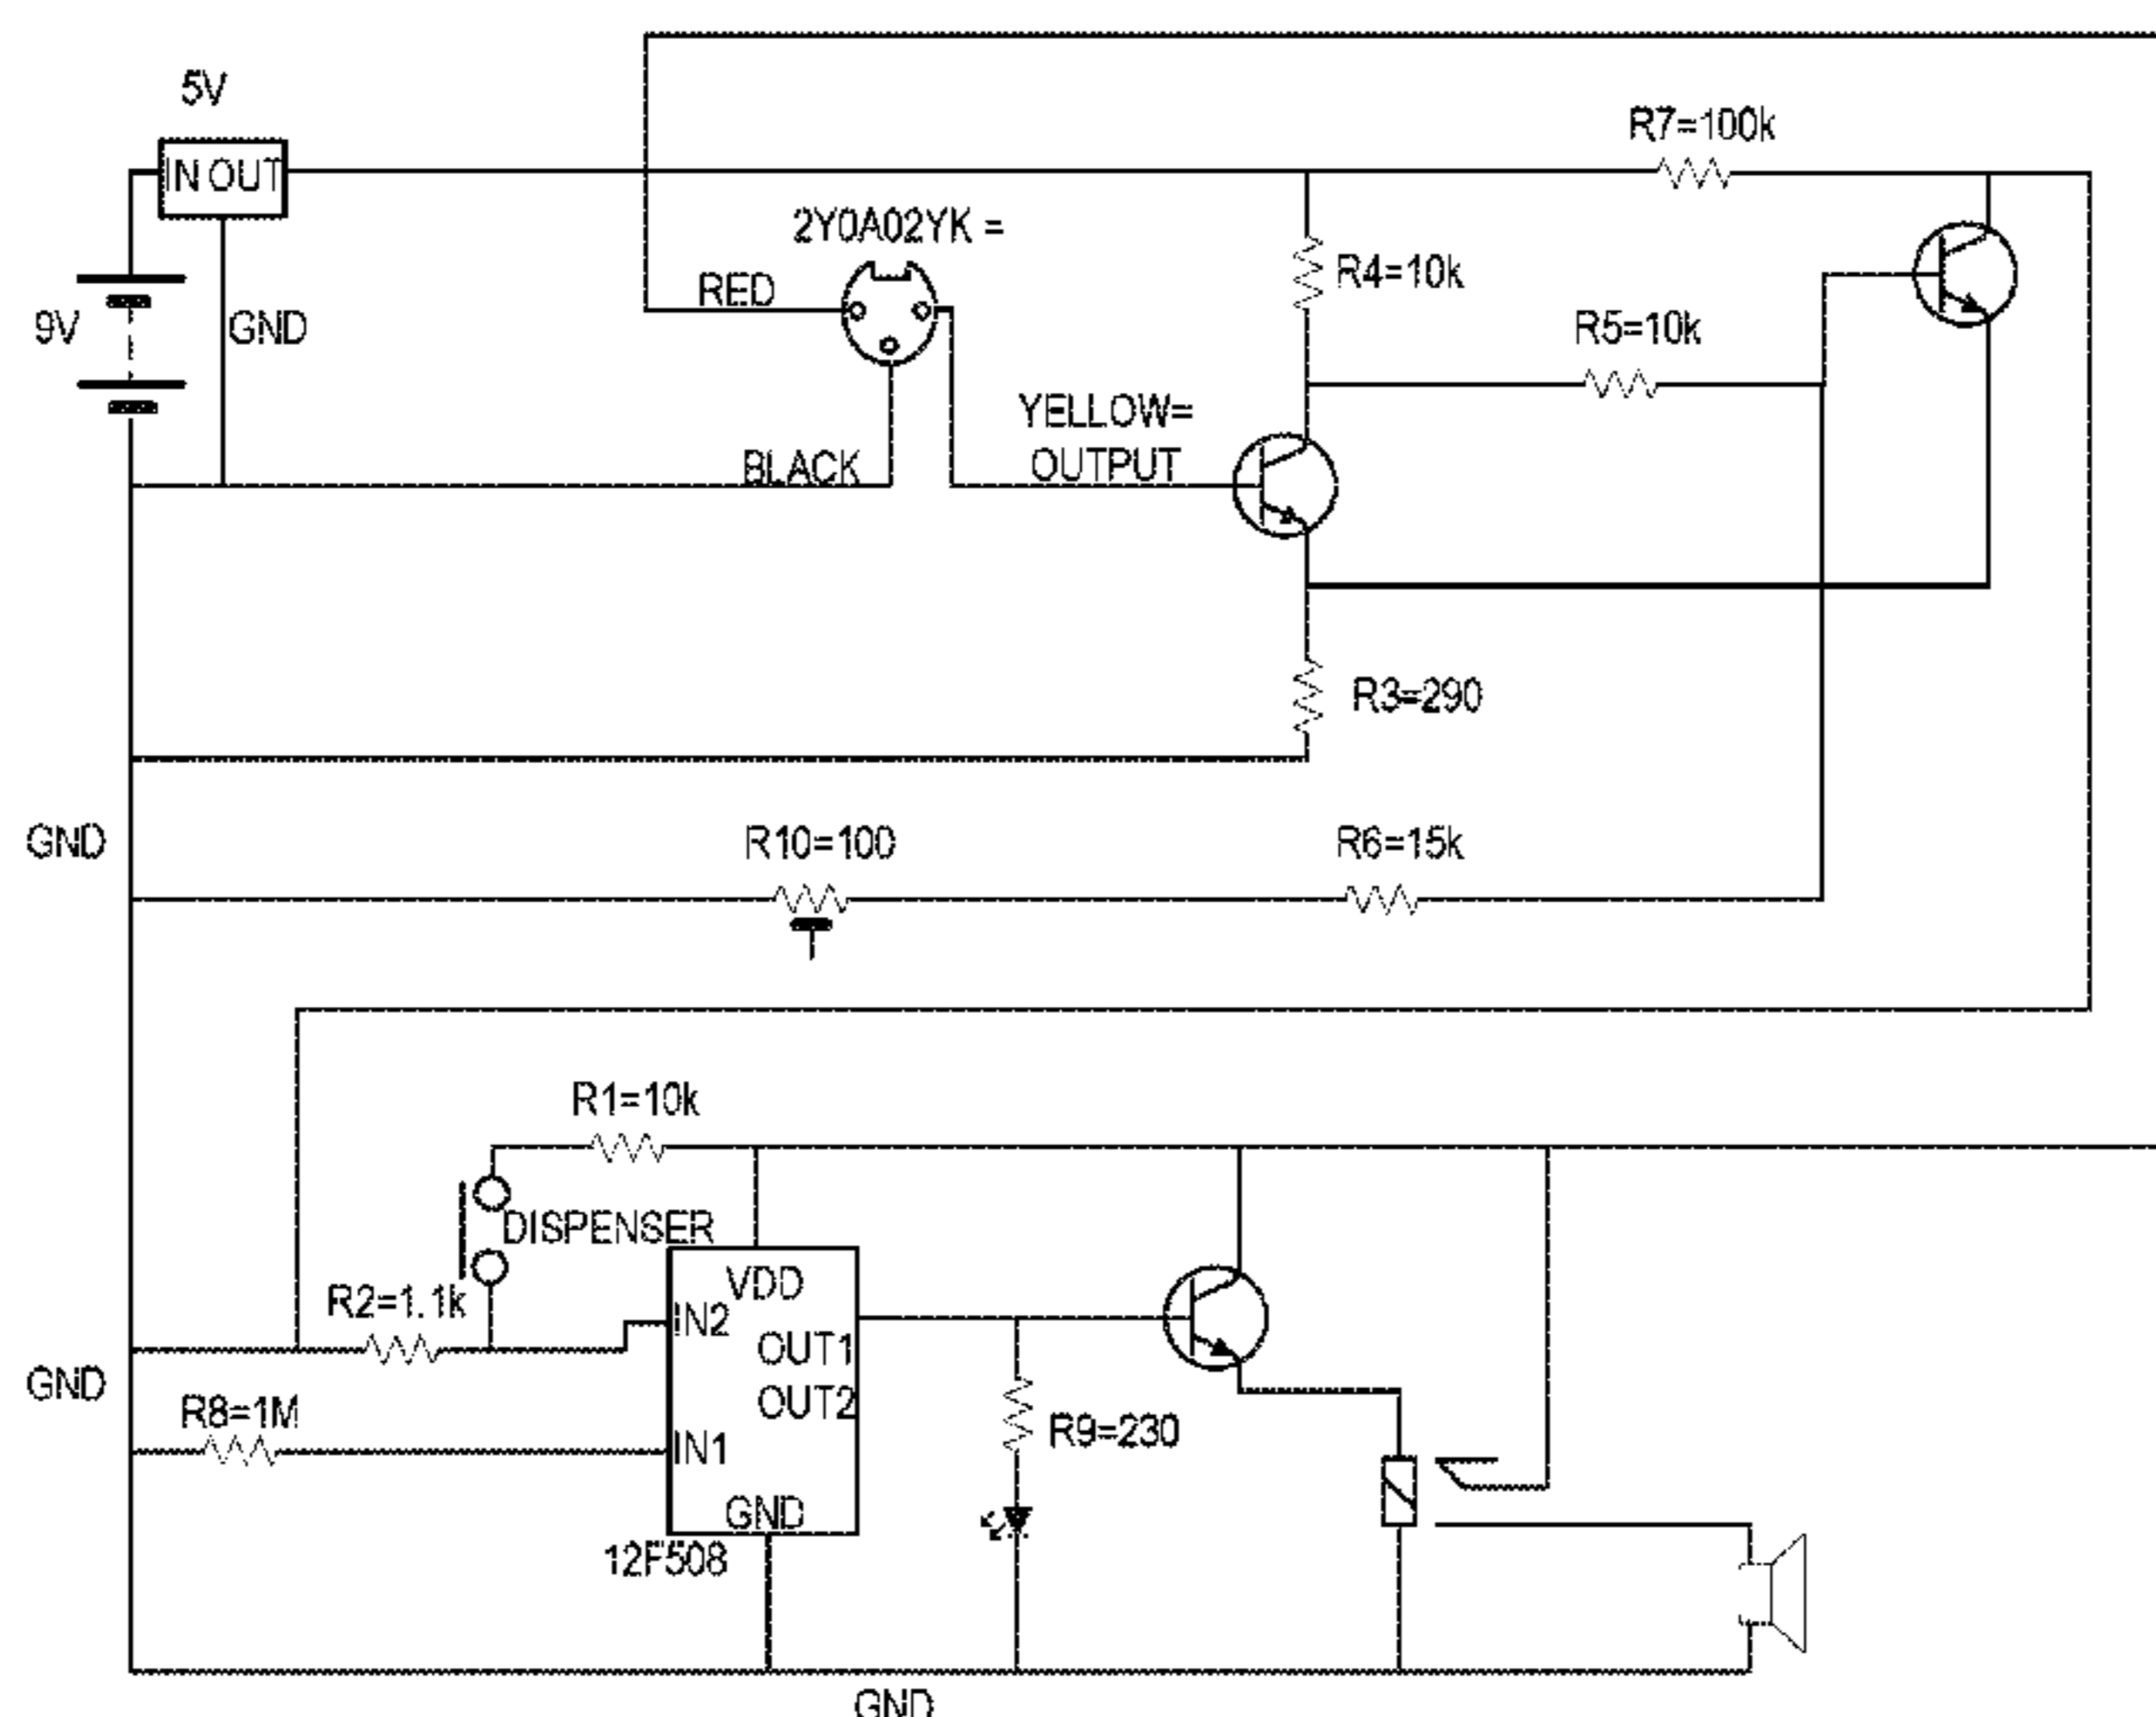 5V
R7=100k
IN OUT
2Y0A02YK =
RED
R4=10k
9V
GND
R5=10k
YELLOW=
OUTPUT
BLACK
R3=290
GND
R10=100
R6=15k
R1=10k
DISPENSER
VDD
R2=1.1k
IN2
OUT1
GND
OUT2
R8=1M
IN1
R9=230
GND
12F508
GND